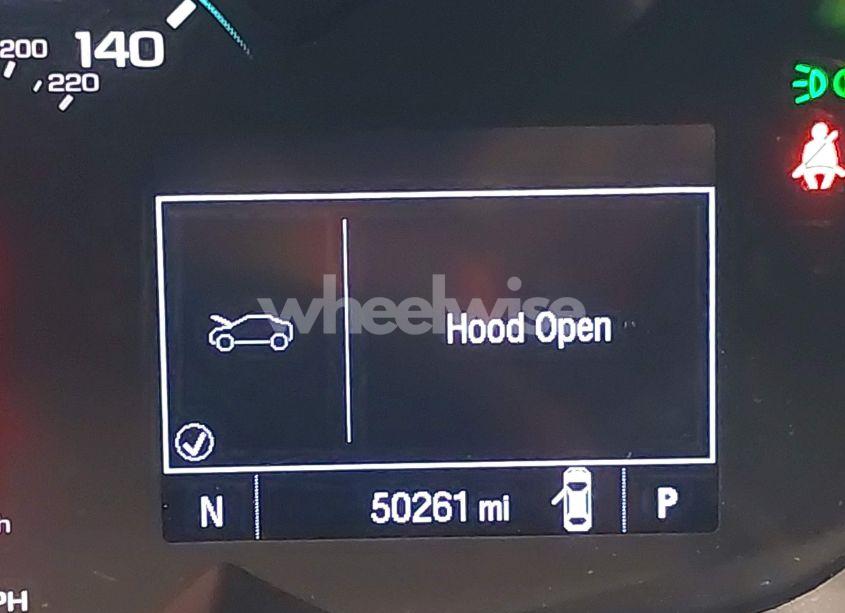 200 140
220
wheelwise
Hood Open
N 50261 mi P
PH